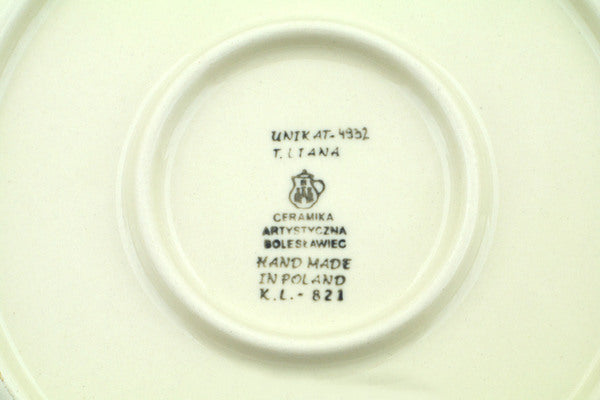 UNIKAT-4932
T. LIANA
CERAMIKA
ARTYSTYCZNA
BOLESŁAWIEC
HAND MADE
IN POLAND
K.L.- 821